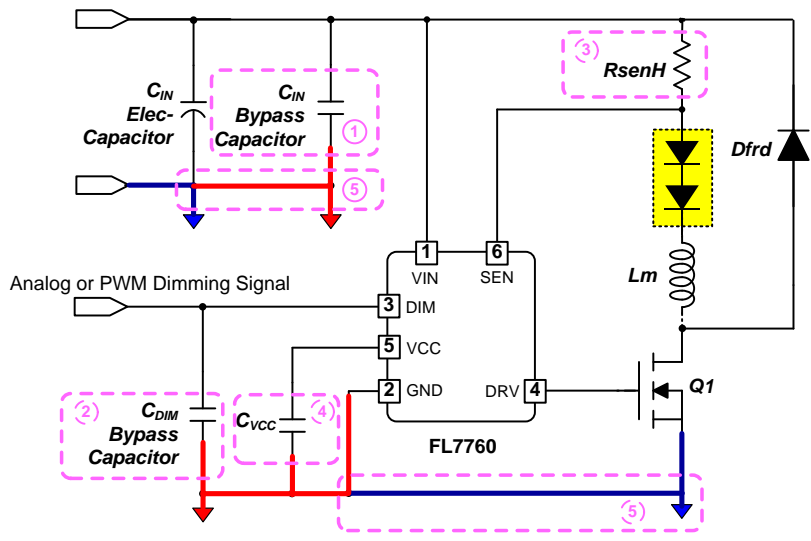 3
RsenH
C_IN
Elec-
Capacitor
C_IN
Bypass
Capacitor
1
Dfrd
5
1
VIN
6
SEN
Lm
Analog or PWM Dimming Signal
3 DIM
5 VCC
2 GND
DRV 4
Q1
2
C_DIM
Bypass
Capacitor
C_VCC
4
FL7760
5